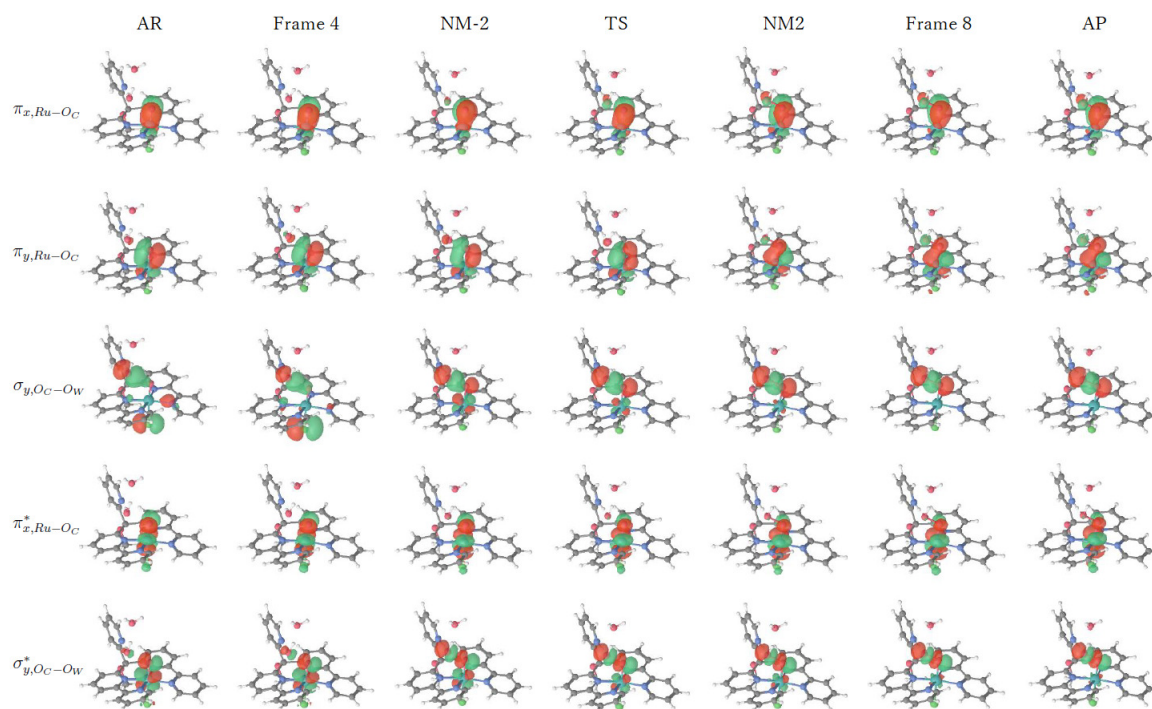 AR Frame 4 NM-2 TS NM2 Frame 8 AP
π_{x,Ru−O_C}
π_{y,Ru−O_C}
σ_{y,O_C−O_W}
π^*_{x,Ru−O_C}
σ^*_{y,O_C−O_W}